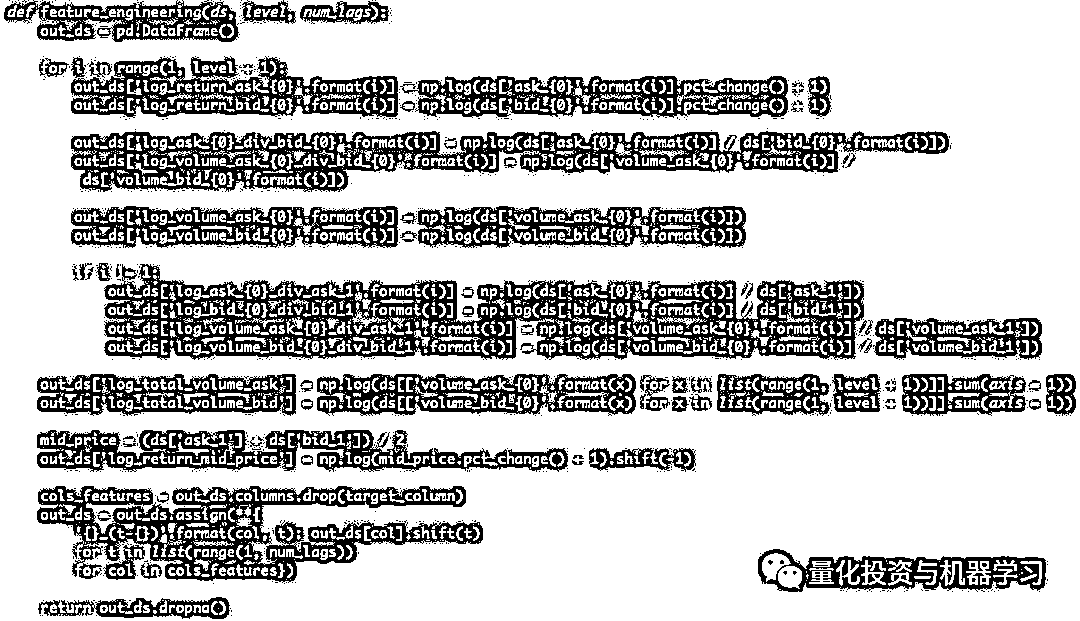 def feature_engineering(ds, level, num_lags):
    out_ds = pd.DataFrame()
    for i in range(1, level + 1):
        out_ds['log_return_ask_{0}'.format(i)] = np.log(ds['ask_{0}'.format(i)].pct_change() + 1)
        out_ds['log_return_bid_{0}'.format(i)] = np.log(ds['bid_{0}'.format(i)].pct_change() + 1)
        out_ds['log_ask_{0}_div_bid_{0}'.format(i)] = np.log(ds['ask_{0}'.format(i)] / ds['bid_{0}'.format(i)])
        out_ds['log_volume_ask_{0}_div_bid_{0}'.format(i)] = np.log(ds['volume_ask_{0}'.format(i)] /
         ds['volume_bid_{0}'.format(i)])
        out_ds['log_volume_ask_{0}'.format(i)] = np.log(ds['volume_ask_{0}'.format(i)])
        out_ds['log_volume_bid_{0}'.format(i)] = np.log(ds['volume_bid_{0}'.format(i)])
        if i != 1:
            out_ds['log_ask_{0}_div_ask_1'.format(i)] = np.log(ds['ask_{0}'.format(i)] / ds['ask_1'])
            out_ds['log_bid_{0}_div_bid_1'.format(i)] = np.log(ds['bid_{0}'.format(i)] / ds['bid_1'])
            out_ds['log_volume_ask_{0}_div_ask_1'.format(i)] = np.log(ds['volume_ask_{0}'.format(i)] / ds['volume_ask_1'])
            out_ds['log_volume_bid_{0}_div_bid_1'.format(i)] = np.log(ds['volume_bid_{0}'.format(i)] / ds['volume_bid_1'])
    out_ds['log_total_volume_ask'] = np.log(ds[['volume_ask_{0}'.format(x) for x in list(range(1, level + 1))]].sum(axis = 1))
    out_ds['log_total_volume_bid'] = np.log(ds[['volume_bid_{0}'.format(x) for x in list(range(1, level + 1))]].sum(axis = 1))
    mid_price = (ds['ask_1'] + ds['bid_1']) / 2
    out_ds['log_return_mid_price'] = np.log(mid_price.pct_change() + 1).shift(-1)
    cols_features = out_ds.columns.drop(target_column)
    out_ds = out_ds.assign(**{
        '{}_(t-{})'.format(col, t): out_ds[col].shift(t)
        for t in list(range(1, num_lags))
        for col in cols_features})
    return out_ds.dropna()
量化投资与机器学习